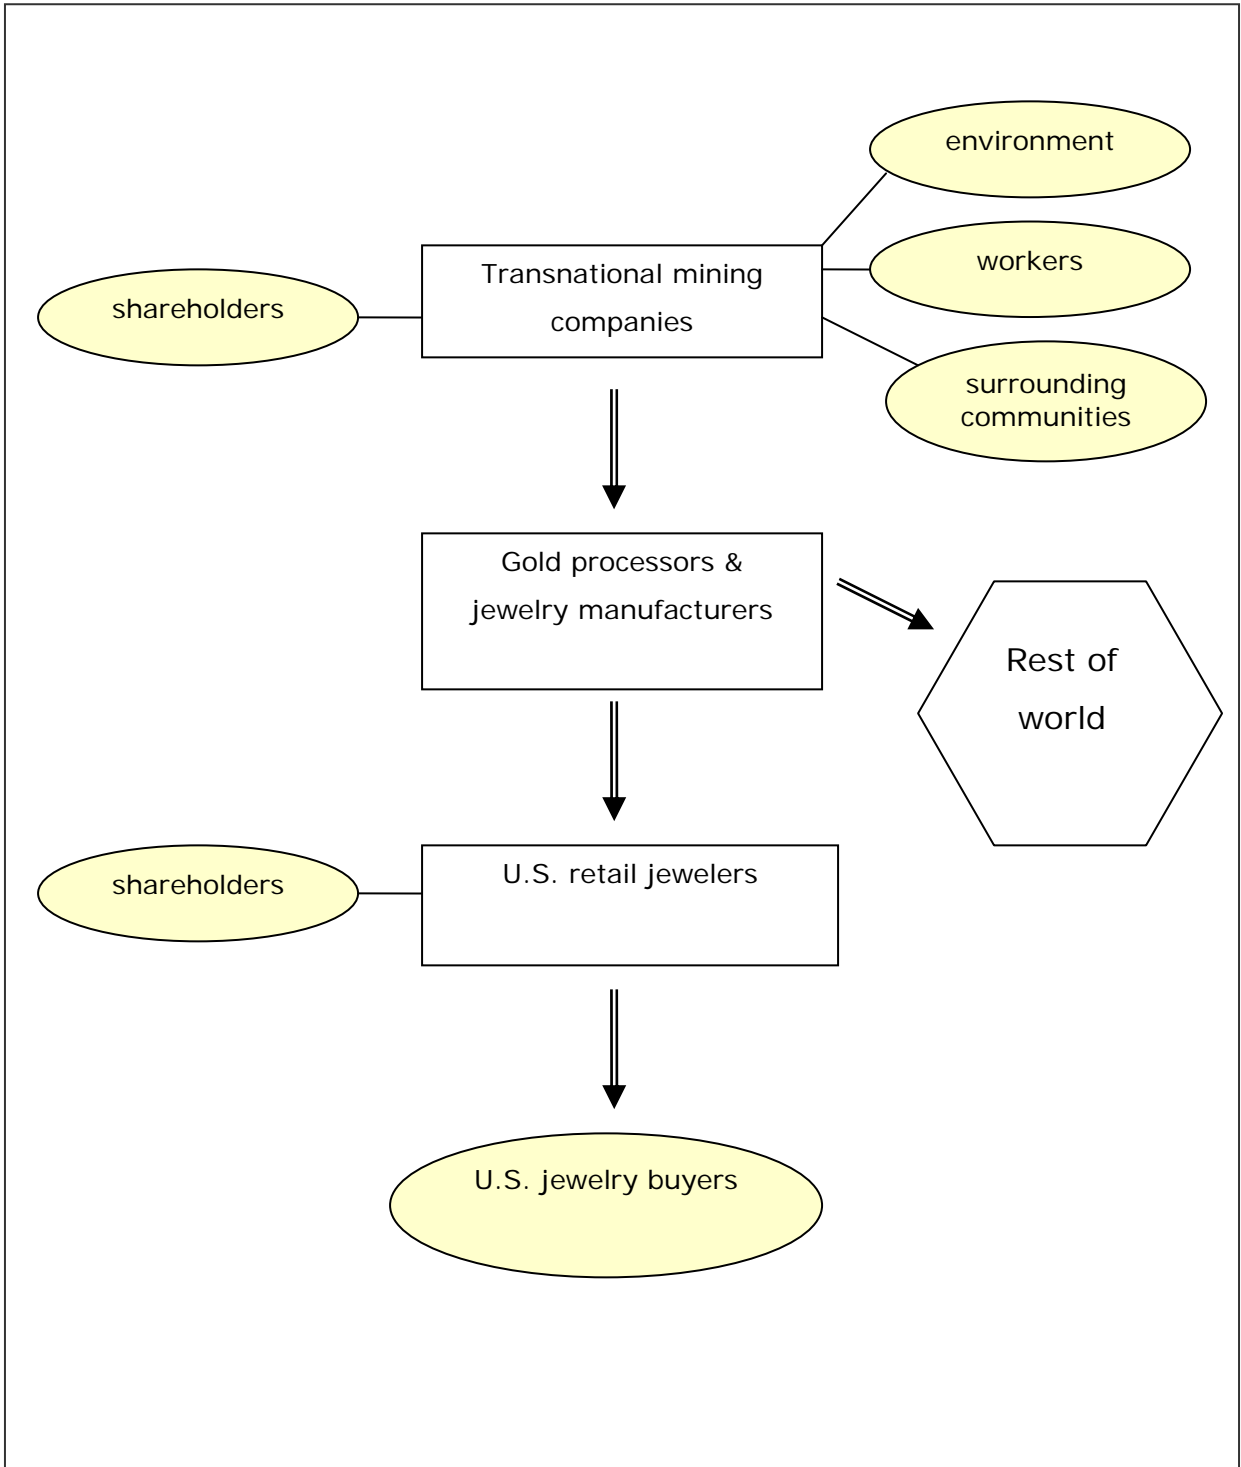 environment
workers
Transnational mining
companies
shareholders
surrounding
communities
Gold processors &
jewelry manufacturers
Rest of
world
U.S. retail jewelers
shareholders
U.S. jewelry buyers